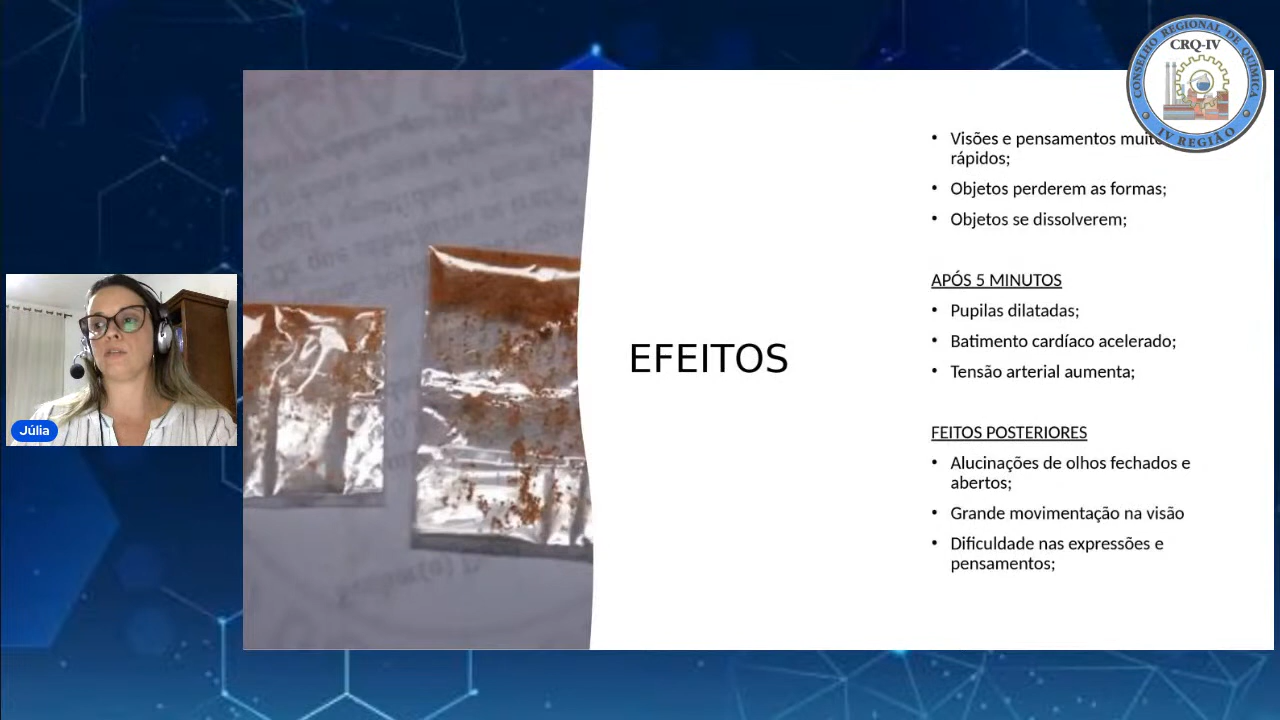 CONSELHO REGIONAL DE QUÍMICA
CRQ-IV
IV REGIÃO
• Visões e pensamentos
rápidos;
• Objetos perderem as formas;
• Objetos se dissolverem;
APÓS 5 MINUTOS
• Pupilas dilatadas;
• Batimento cardíaco acelerado;
• Tensão arterial aumenta;
EFEITOS
FEITOS POSTERIORES
• Alucinações de olhos fechados e
abertos;
• Grande movimentação na visão
• Dificuldade nas expressões e
pensamentos;
Júlia